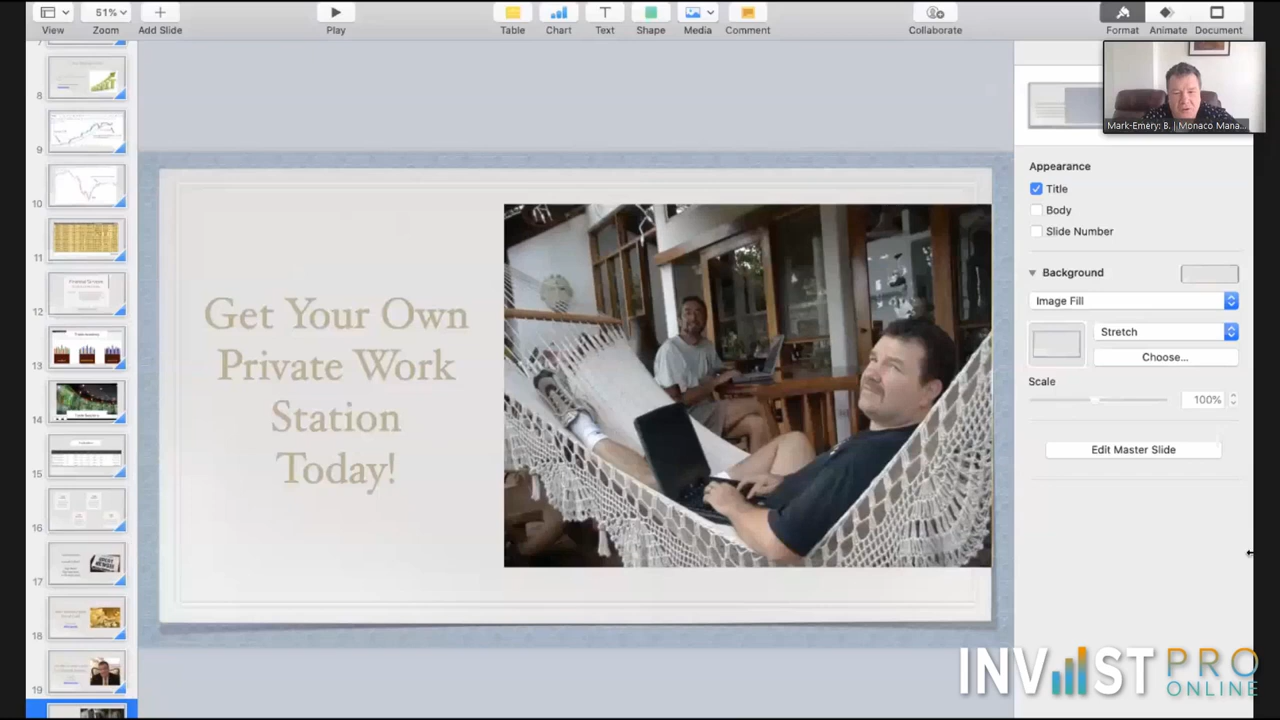 51%
View
Zoom
Add Slide
Play
Table
Chart
Text
Shape
Media
Comment
Collaborate
Format
Animate
Document
Mark-Emery: B. | Monaco Mana...
7
8
9
10
11
12
13
14
15
16
17
18
19
Get Your Own
Private Work
Station
Today!
Appearance
Title
Body
Slide Number
Background
Image Fill
Stretch
Choose...
Scale
100%
Edit Master Slide
INVESTPRO
ONLINE